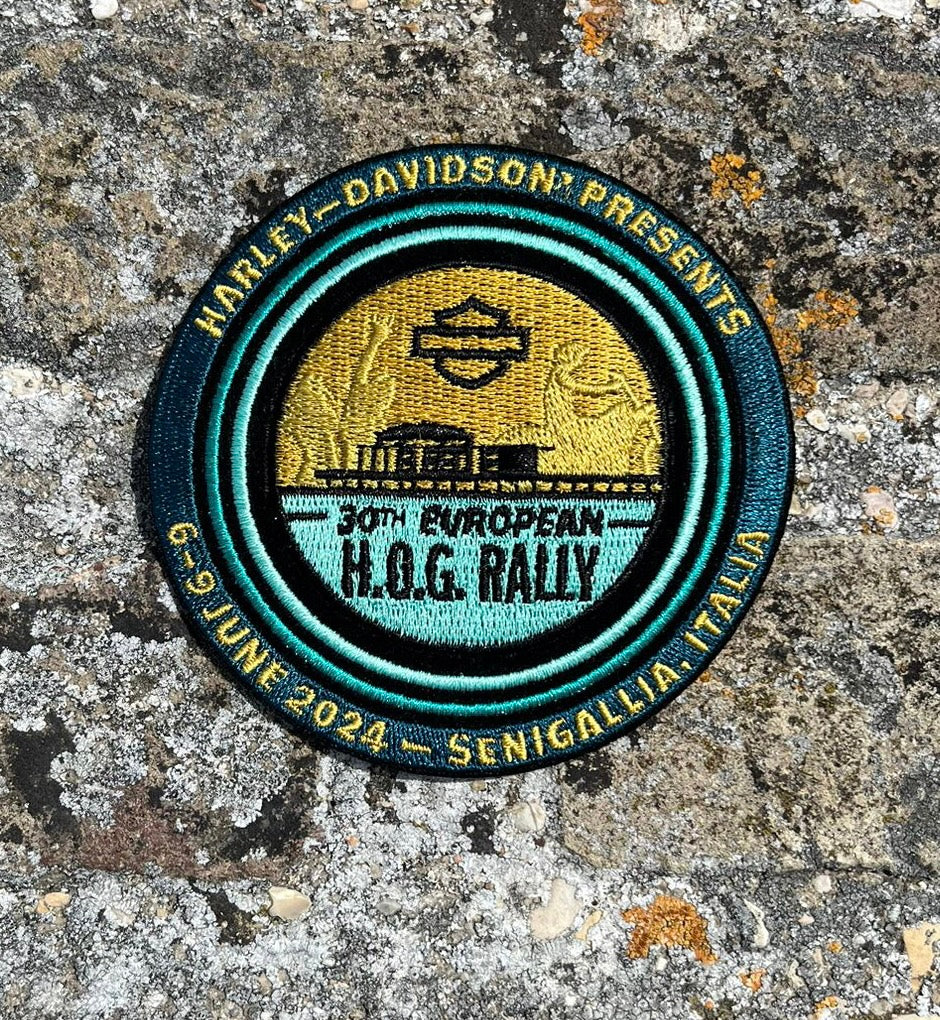 HARLEY-DAVIDSON® PRESENTS
30TH EUROPEAN
H.O.G. RALLY
6-9 JUNE 2024 - SENIGALLIA, ITALIA